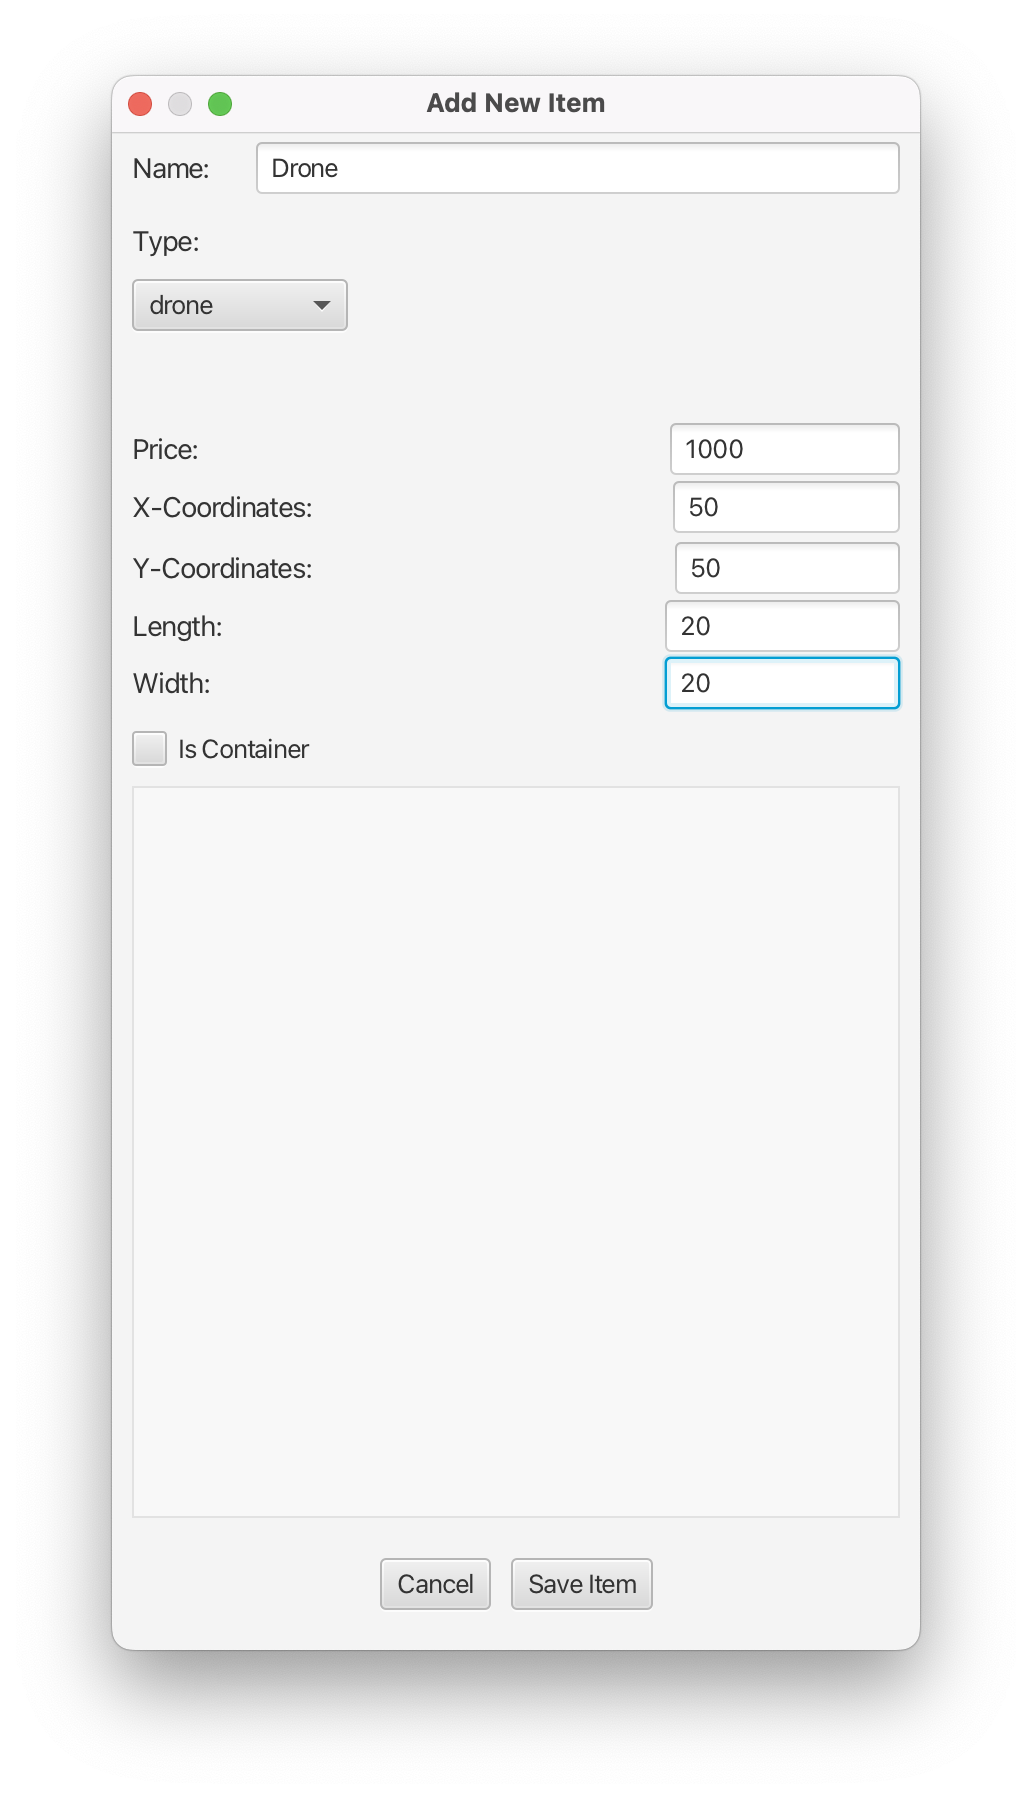 Add New Item
Name: Drone
Type:
drone
Price: 1000
X-Coordinates: 50
Y-Coordinates: 50
Length: 20
Width: 20
Is Container
Cancel Save Item